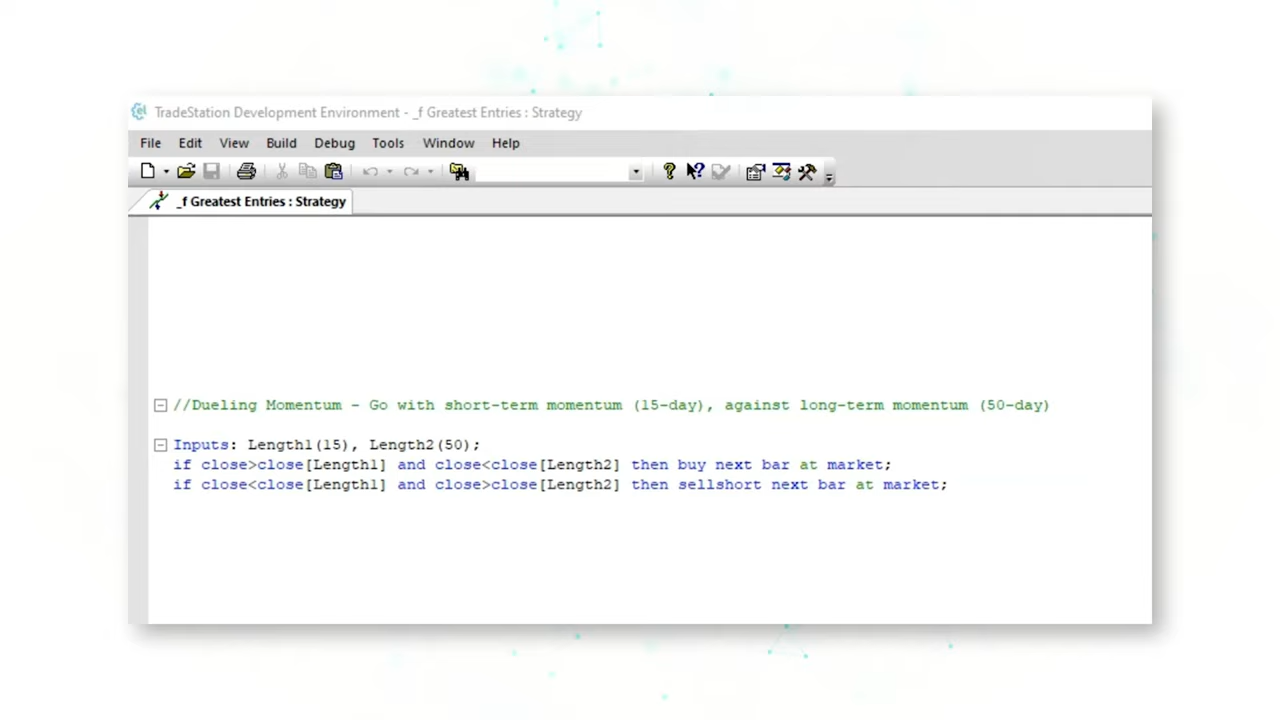 TradeStation Development Environment - _f Greatest Entries : Strategy
File Edit View Build Debug Tools Window Help
_f Greatest Entries : Strategy
//Dueling Momentum - Go with short-term momentum (15-day), against long-term momentum (50-day)
Inputs: Length1(15), Length2(50);
if close>close[Length1] and close<close[Length2] then buy next bar at market;
if close<close[Length1] and close>close[Length2] then sellshort next bar at market;